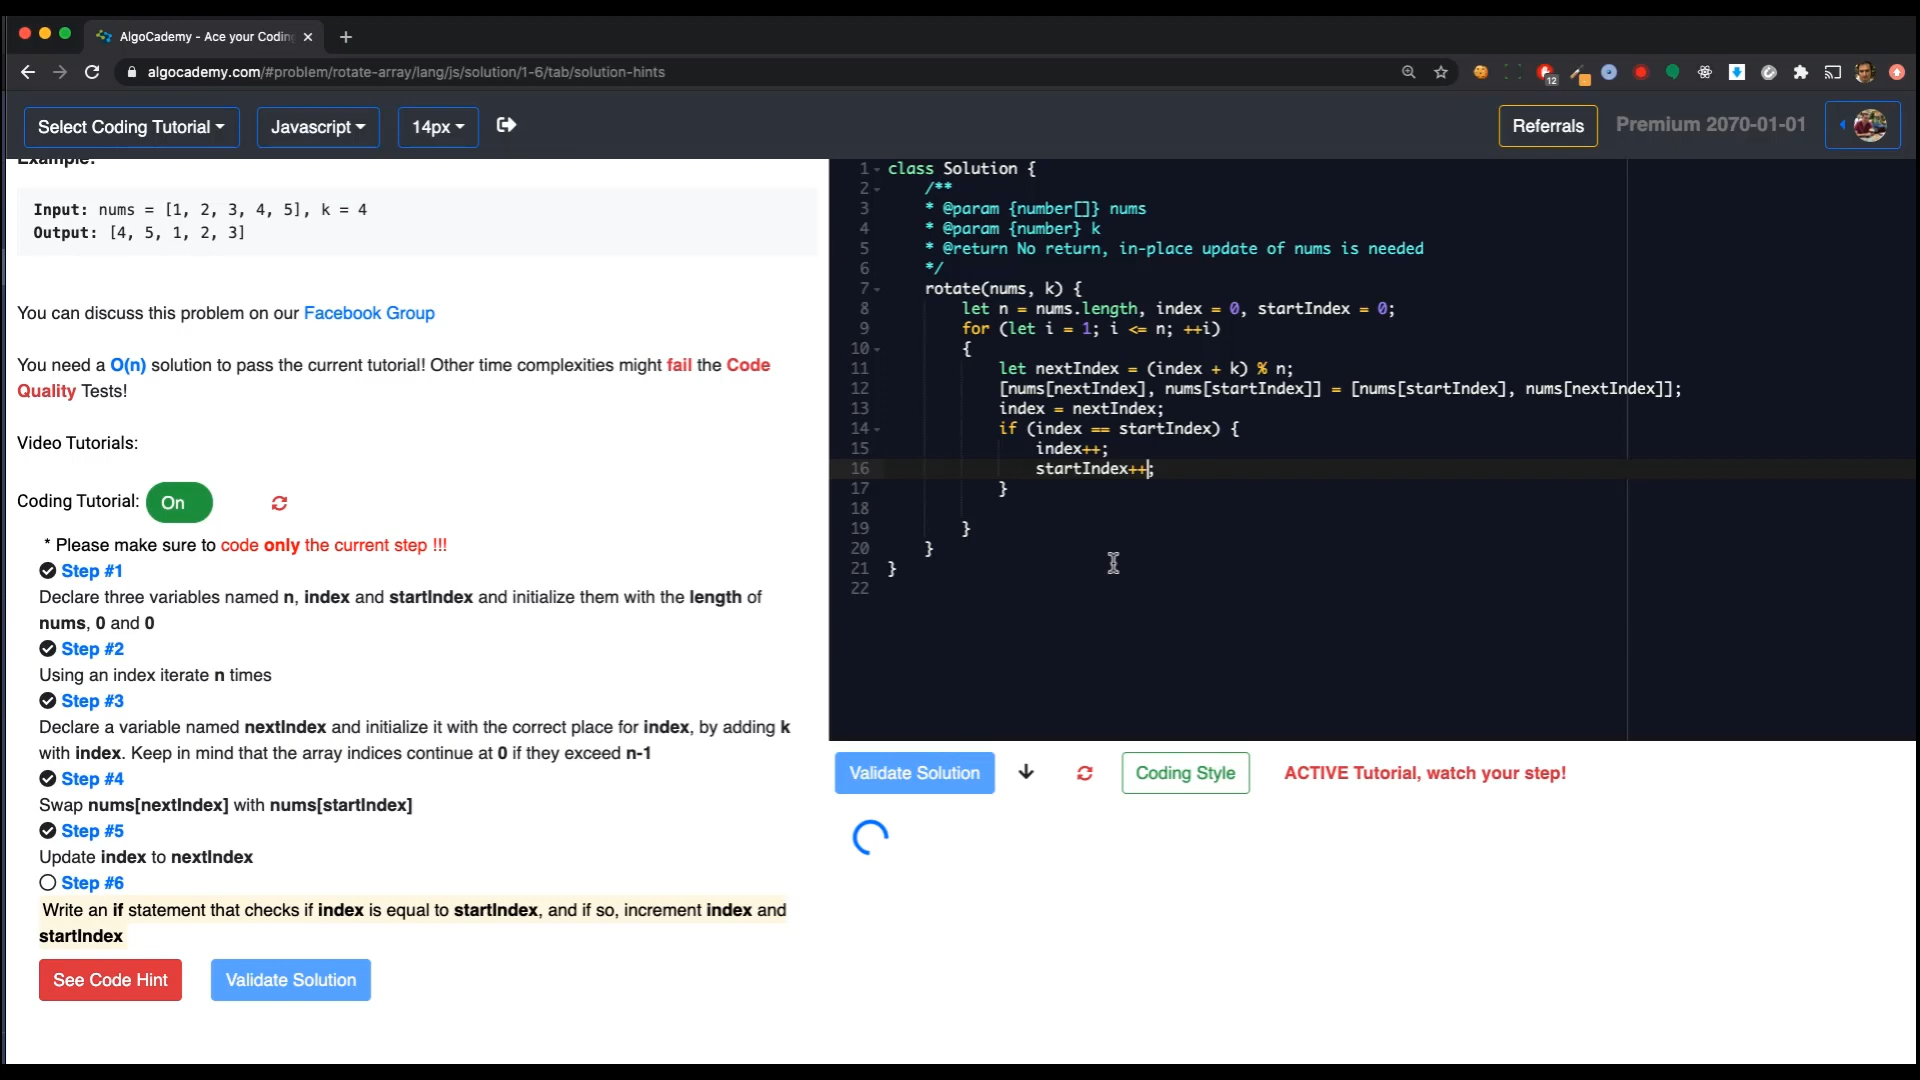 AlgoCademy - Ace your Coding
algocademy.com/#problem/rotate-array/lang/js/solution/1-6/tab/solution-hints
12
Select Coding Tutorial
Javascript
14px
Referrals
Premium 2070-01-01
Example:
Input: nums = [1, 2, 3, 4, 5], k = 4
Output: [4, 5, 1, 2, 3]
You can discuss this problem on our Facebook Group
You need a O(n) solution to pass the current tutorial! Other time complexities might fail the Code
Quality Tests!
Video Tutorials:
Coding Tutorial: On
* Please make sure to code only the current step !!!
Step #1
Declare three variables named n, index and startIndex and initialize them with the length of
nums, 0 and 0
Step #2
Using an index iterate n times
Step #3
Declare a variable named nextIndex and initialize it with the correct place for index, by adding k
with index. Keep in mind that the array indices continue at 0 if they exceed n-1
Step #4
Swap nums[nextIndex] with nums[startIndex]
Step #5
Update index to nextIndex
Step #6
Write an if statement that checks if index is equal to startIndex, and if so, increment index and
startIndex
See Code Hint
Validate Solution
1 class Solution {
2 /**
3 * @param {number[]} nums
4 * @param {number} k
5 * @return No return, in-place update of nums is needed
6 */
7 rotate(nums, k) {
8 let n = nums.length, index = 0, startIndex = 0;
9 for (let i = 1; i <= n; ++i)
10 {
11 let nextIndex = (index + k) % n;
12 [nums[nextIndex], nums[startIndex]] = [nums[startIndex], nums[nextIndex]];
13 index = nextIndex;
14 if (index == startIndex) {
15 index++;
16 startIndex++;
17 }
18
19 }
20 }
21 }
22
Validate Solution
Coding Style
ACTIVE Tutorial, watch your step!